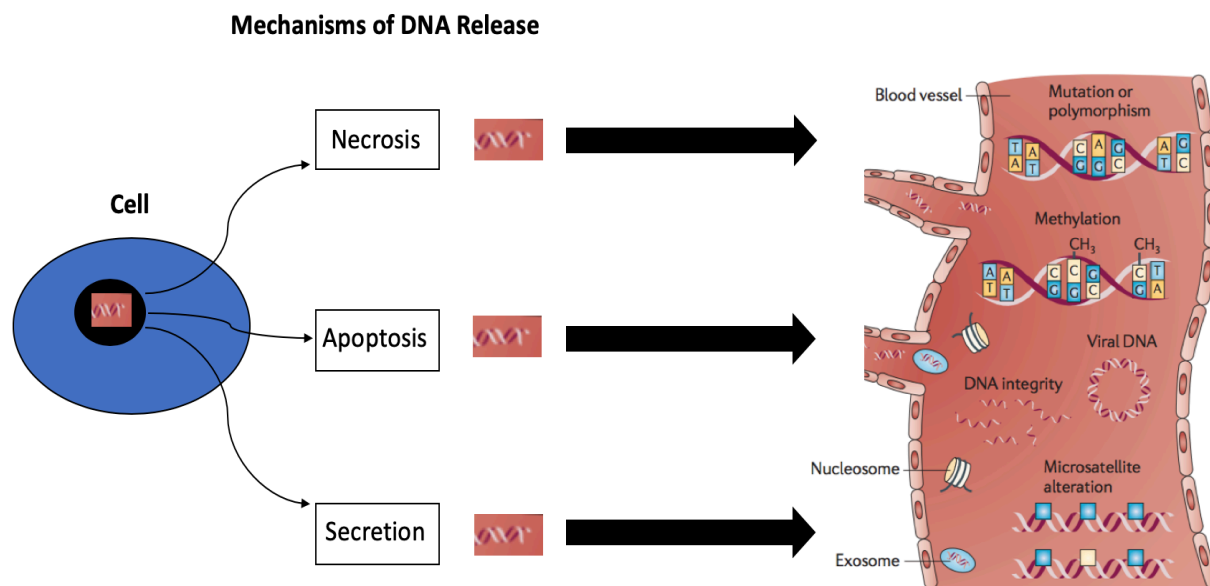 Mechanisms of DNA Release
Cell
Necrosis
Apoptosis
Secretion
Blood vessel
Mutation or
polymorphism
T A C A G A G
A T G G C T C
Methylation
CH3 CH3
A A C C G C T
T T G G C G A
Viral DNA
DNA integrity
Nucleosome
Microsatellite
alteration
Exosome